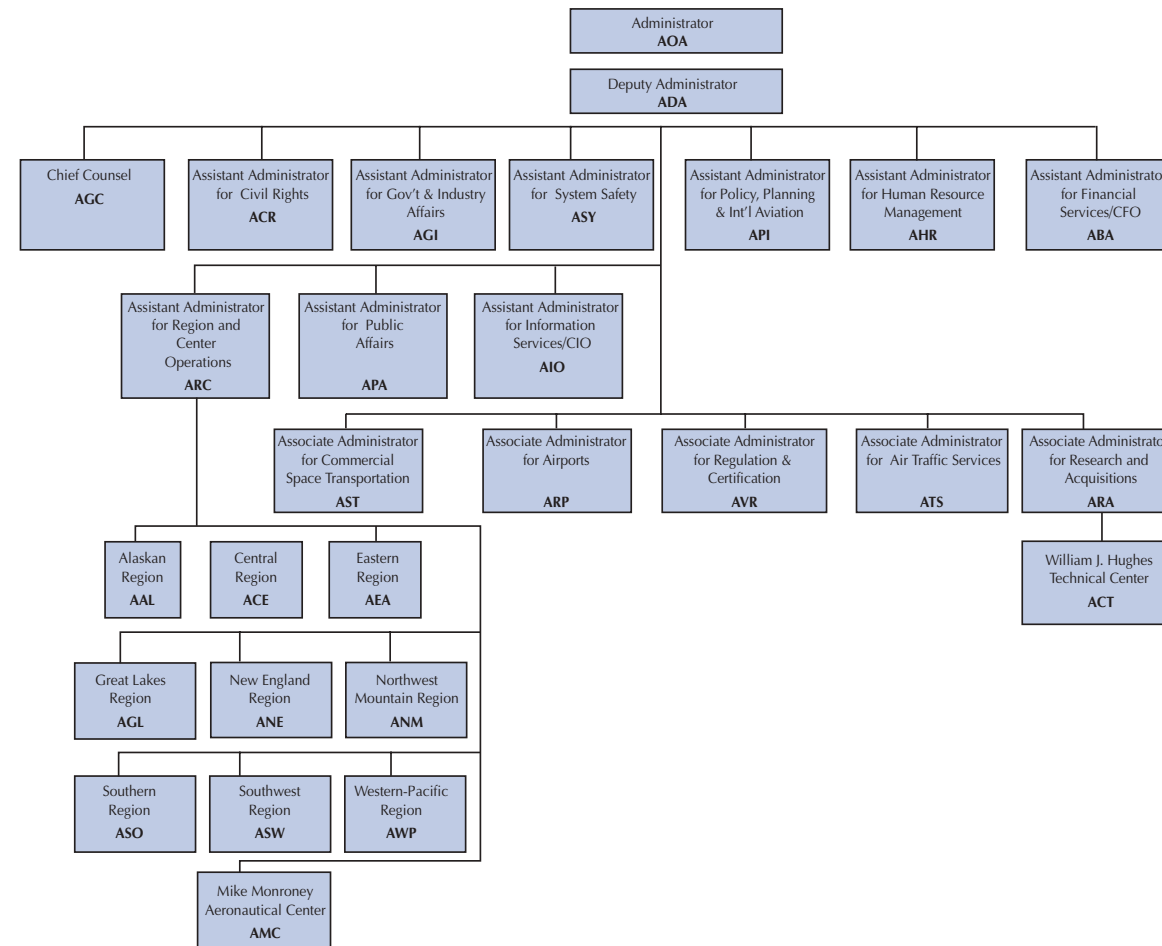 Administrator
AOA
Deputy Administrator
ADA
Chief Counsel
AGC
Assistant Administrator
for Civil Rights
ACR
Assistant Administrator
for Gov't & Industry
Affairs
AGI
Assistant Administrator
for System Safety
ASY
Assistant Administrator
for Policy, Planning
& Int'l Aviation
API
Assistant Administrator
for Human Resource
Management
AHR
Assistant Administrato
for Financial
Services/CFO
ABA
Assistant Administrator
for Region and
Center
Operations
ARC
Assistant Administrator
for Public
Affairs
APA
Assistant Administrator
for Information
Services/CIO
AIO
Associate Administrator
for Commercial
Space Transportation
AST
Associate Administrator
for Airports
ARP
Associate Administrator
for Regulation &
Certification
AVR
Associate Administrator
for Air Traffic Services
ATS
Associate Administrato
for Research and
Acquisitions
ARA
Alaskan
Region
AAL
Central
Region
ACE
Eastern
Region
AEA
William J. Hughes
Technical Center
ACT
Great Lakes
Region
AGL
New England
Region
ANE
Northwest
Mountain Region
ANM
Southern
Region
ASO
Southwest
Region
ASW
Western-Pacific
Region
AWP
Mike Monroney
Aeronautical Center
AMC